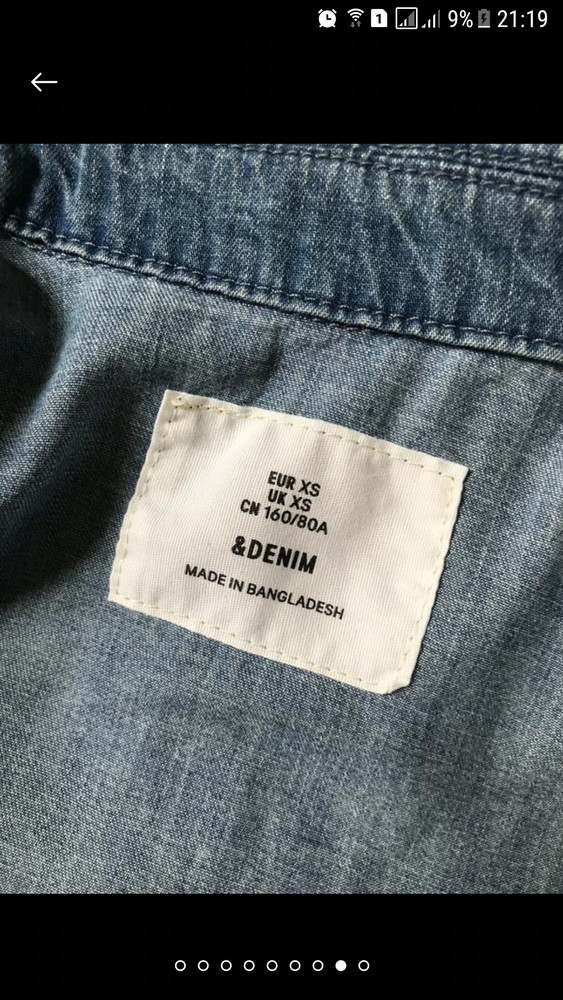 1 9% 21:19
EUR XS
UK XS
CN 160/80A
&DENIM
MADE IN BANGLADESH